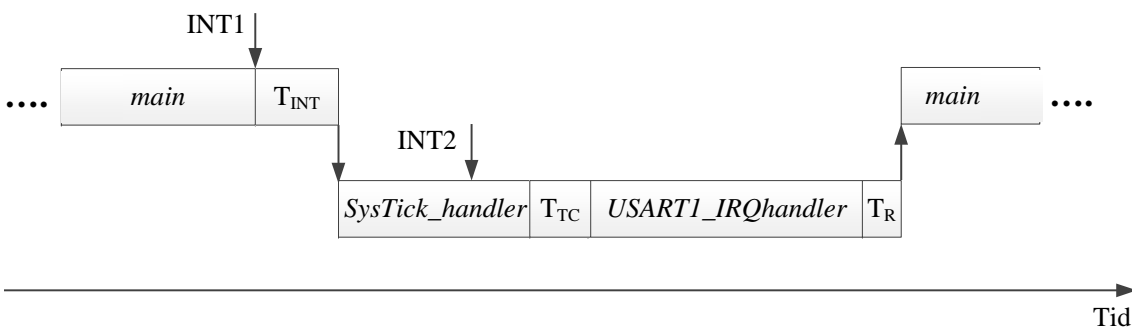 INT1
.... main T_INT main ....
INT2
SysTick_handler T_TC USART1_IRQhandler T_R
Tid